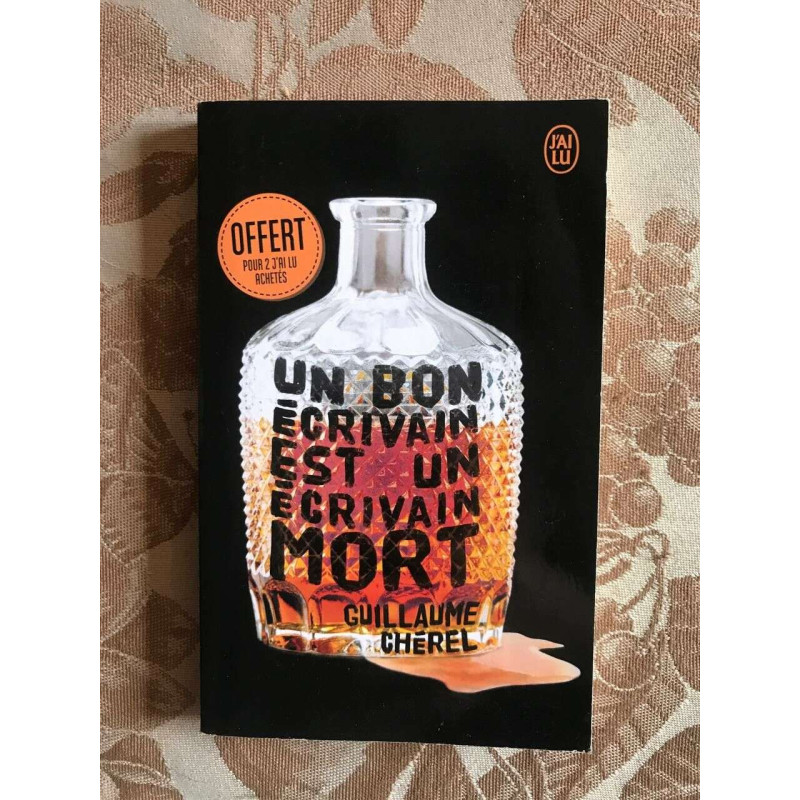 J'AI
LU
OFFERT
POUR 2 J'AI LU
ACHETÉS
UN BON
ÉCRIVAIN
EST UN
ÉCRIVAIN
MORT
GUILLAUME
CHÉREL